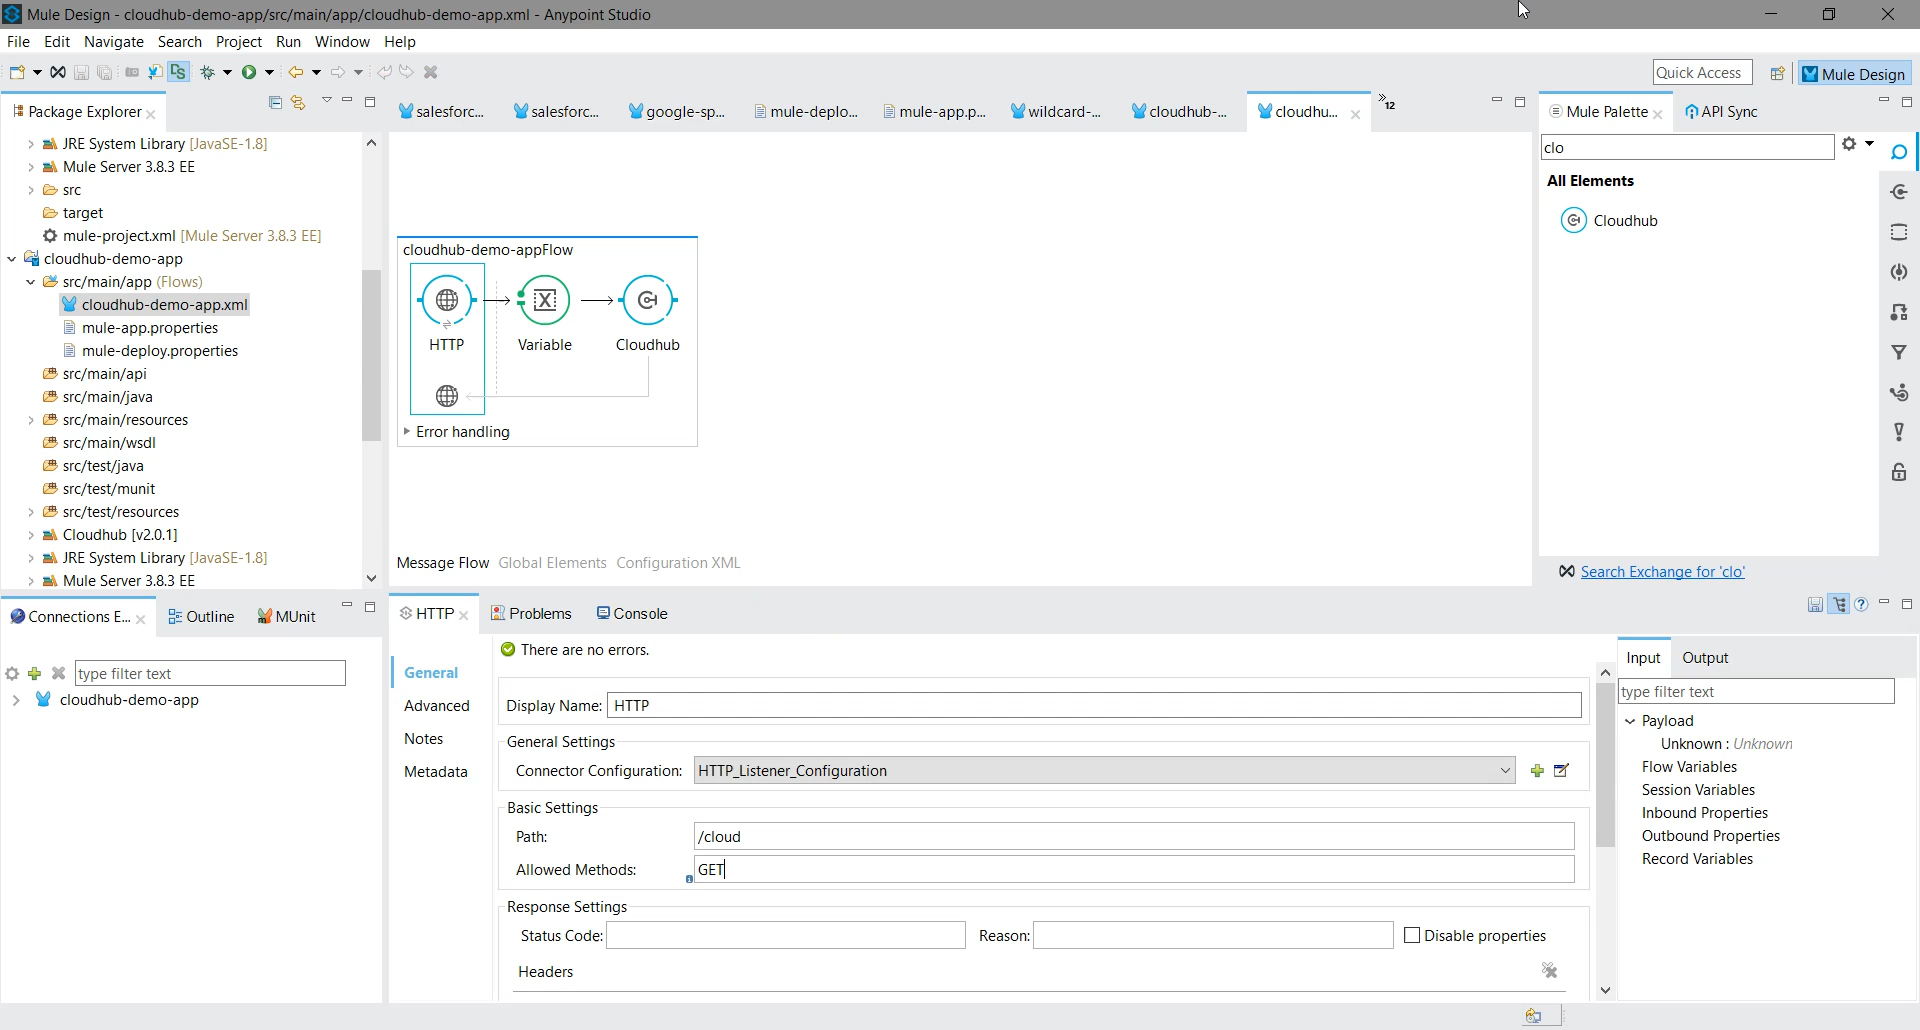 Mule Design - cloudhub-demo-app/src/main/app/cloudhub-demo-app.xml - Anypoint Studio
File Edit Navigate Search Project Run Window Help
Quick Access
Mule Design
Package Explorer
JRE System Library [JavaSE-1.8]
Mule Server 3.8.3 EE
src
target
mule-project.xml [Mule Server 3.8.3 EE]
cloudhub-demo-app
src/main/app (Flows)
cloudhub-demo-app.xml
mule-app.properties
mule-deploy.properties
src/main/api
src/main/java
src/main/resources
src/main/wsdl
src/test/java
src/test/munit
src/test/resources
Cloudhub [v2.0.1]
JRE System Library [JavaSE-1.8]
Mule Server 3.8.3 EE
salesforc... salesforc... google-sp... mule-deplo... mule-app.p... wildcard-... cloudhub-... cloudhu... »12
cloudhub-demo-appFlow
HTTP Variable Cloudhub
Error handling
Message Flow Global Elements Configuration XML
Mule Palette API Sync
clo
All Elements
Cloudhub
Search Exchange for 'clo'
Connections E... Outline MUnit
type filter text
cloudhub-demo-app
HTTP Problems Console
There are no errors.
General
Advanced
Notes
Metadata
Display Name: HTTP
General Settings
Connector Configuration: HTTP_Listener_Configuration
Basic Settings
Path: /cloud
Allowed Methods: GET
Response Settings
Status Code: Reason: Disable properties
Headers
Input Output
type filter text
Payload
Unknown : Unknown
Flow Variables
Session Variables
Inbound Properties
Outbound Properties
Record Variables